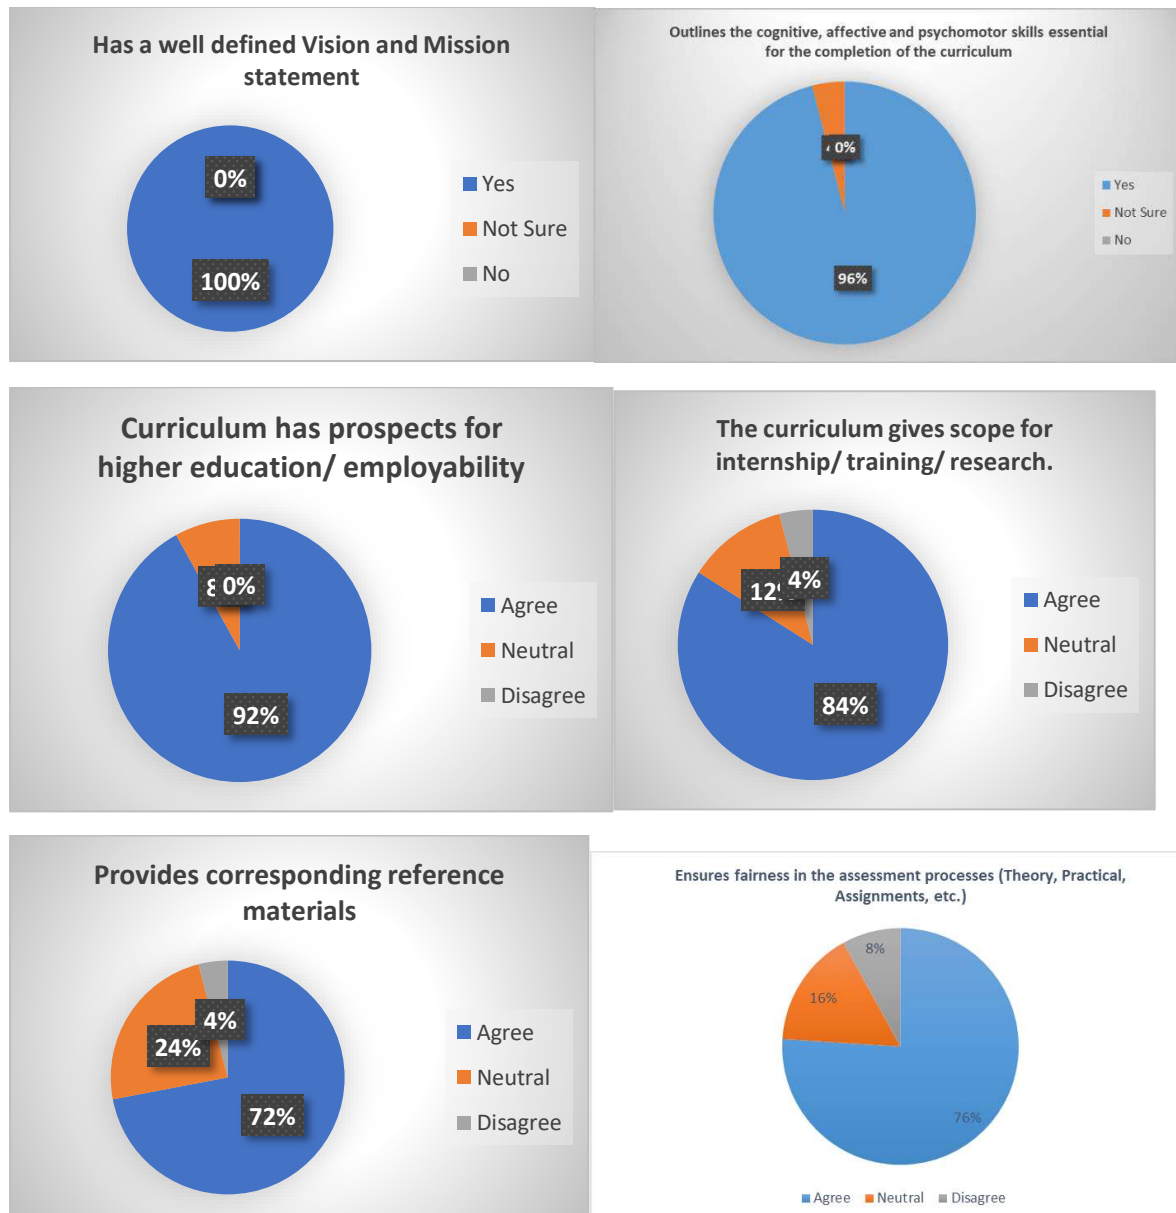 Has a well defined Vision and Mission
statement
0%
100%
Yes
Not Sure
No
Outlines the cognitive, affective and psychomotor skills essential
for the completion of the curriculum
0%
96%
Yes
Not Sure
No
Curriculum has prospects for
higher education/ employability
8 0%
92%
Agree
Neutral
Disagree
The curriculum gives scope for
internship/ training/ research.
12% 4%
84%
Agree
Neutral
Disagree
Provides corresponding reference
materials
4%
24%
72%
Agree
Neutral
Disagree
Ensures fairness in the assessment processes (Theory, Practical,
Assignments, etc.)
8%
16%
76%
Agree Neutral Disagree